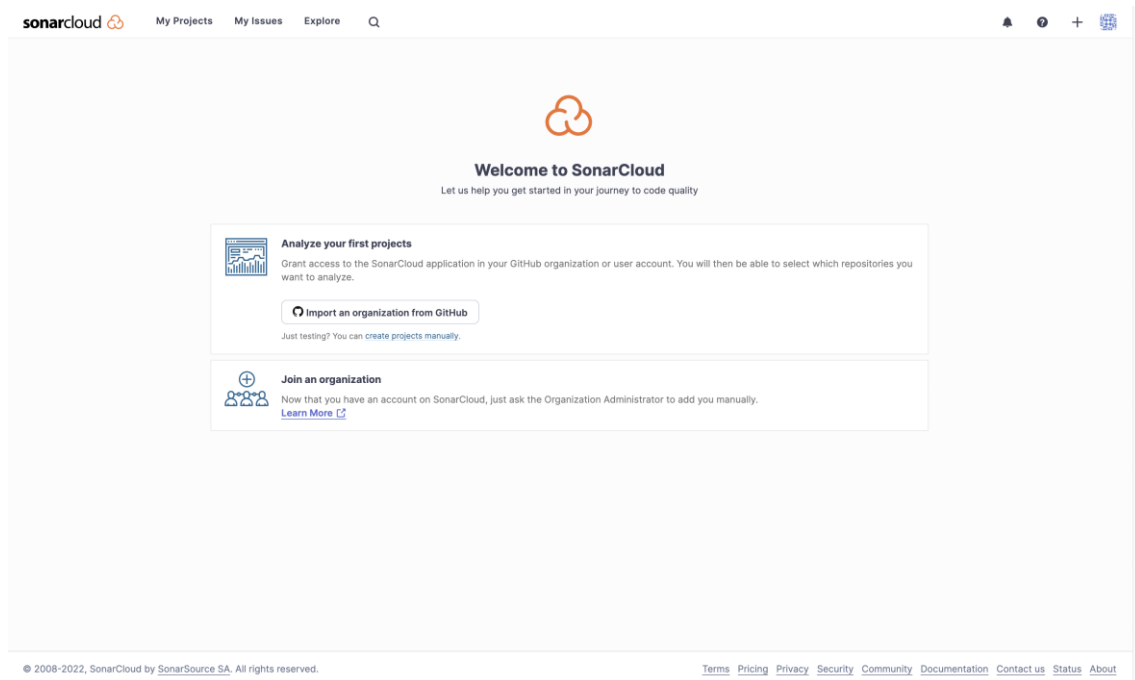 sonarcloud My Projects My Issues Explore
Welcome to SonarCloud
Let us help you get started in your journey to code quality
Analyze your first projects
Grant access to the SonarCloud application in your GitHub organization or user account. You will then be able to select which repositories you
want to analyze.
Import an organization from GitHub
Just testing? You can create projects manually.
Join an organization
Now that you have an account on SonarCloud, just ask the Organization Administrator to add you manually.
Learn More
© 2008-2022, SonarCloud by SonarSource SA. All rights reserved. Terms Pricing Privacy Security Community Documentation Contact us Status About